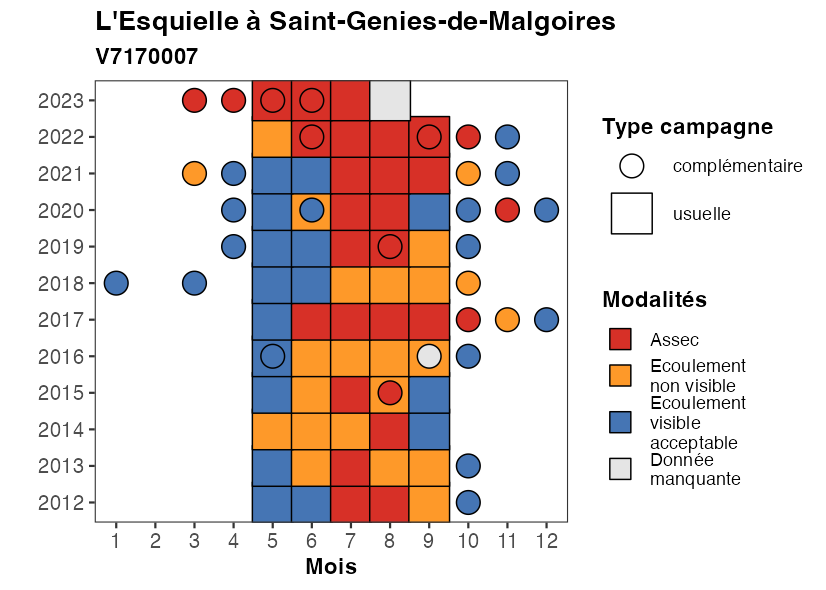 L'Esquielle à Saint-Genies-de-Malgoires
V7170007
2023
2022
2021
2020
2019
2018
2017
2016
2015
2014
2013
2012
1 2 3 4 5 6 7 8 9 10 11 12
Mois
Type campagne
complémentaire
usuelle
Modalités
Assec
Ecoulement
non visible
Ecoulement
visible
acceptable
Donnée
manquante